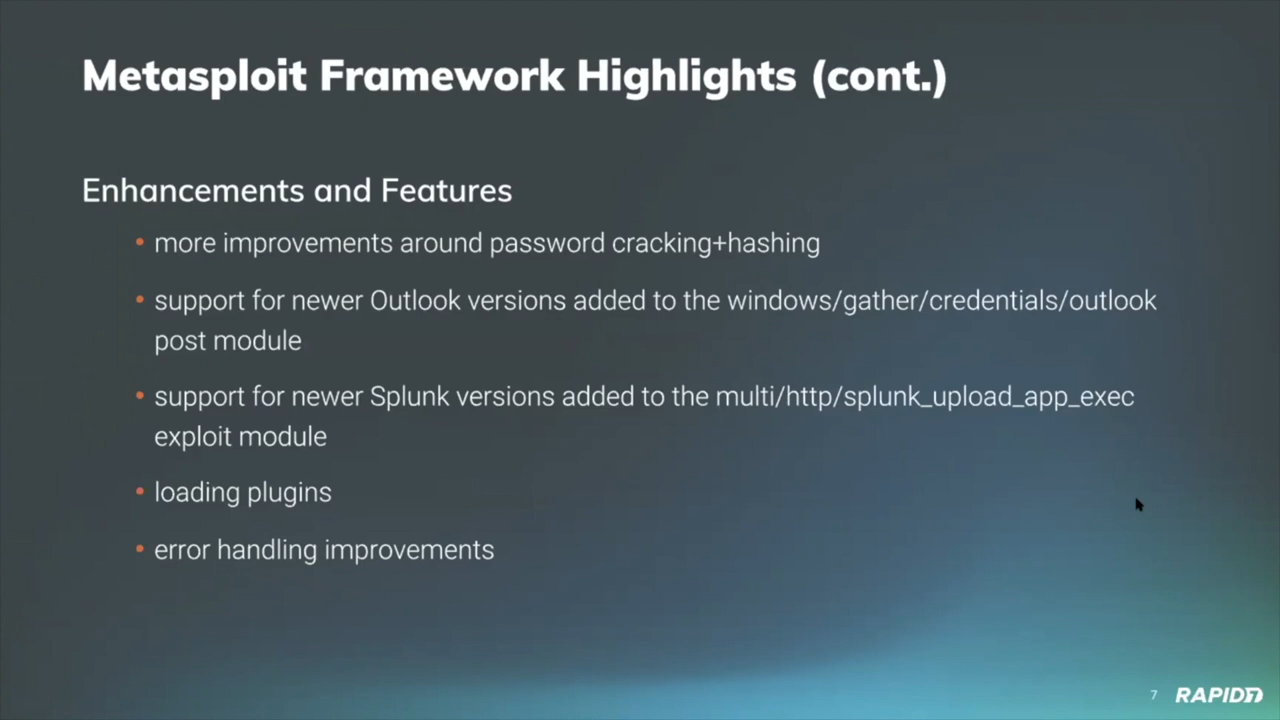 Metasploit Framework Highlights (cont.)
Enhancements and Features
• more improvements around password cracking+hashing
• support for newer Outlook versions added to the windows/gather/credentials/outlook
post module
• support for newer Splunk versions added to the multi/http/splunk_upload_app_exec
exploit module
• loading plugins
• error handling improvements
7 RAPID7